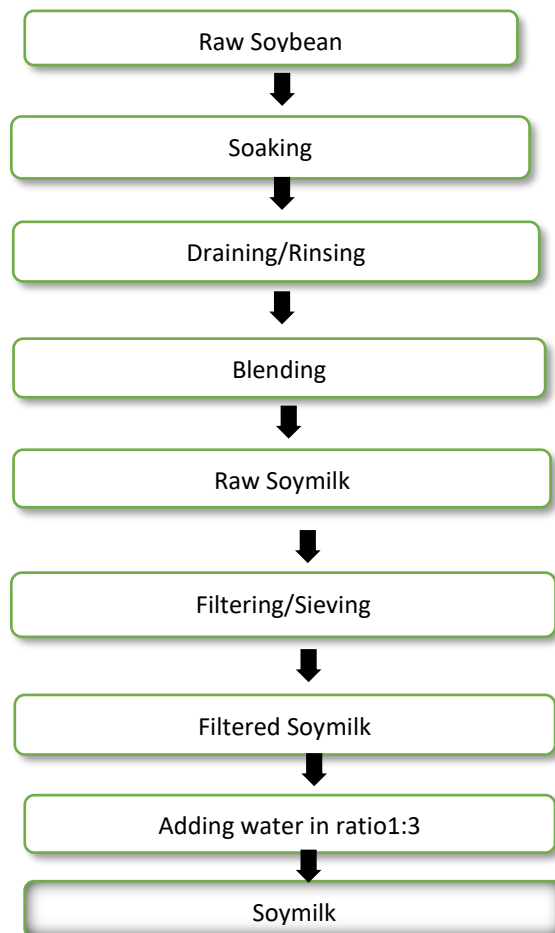 Raw Soybean
Soaking
Draining/Rinsing
Blending
Raw Soymilk
Filtering/Sieving
Filtered Soymilk
Adding water in ratio1:3
Soymilk